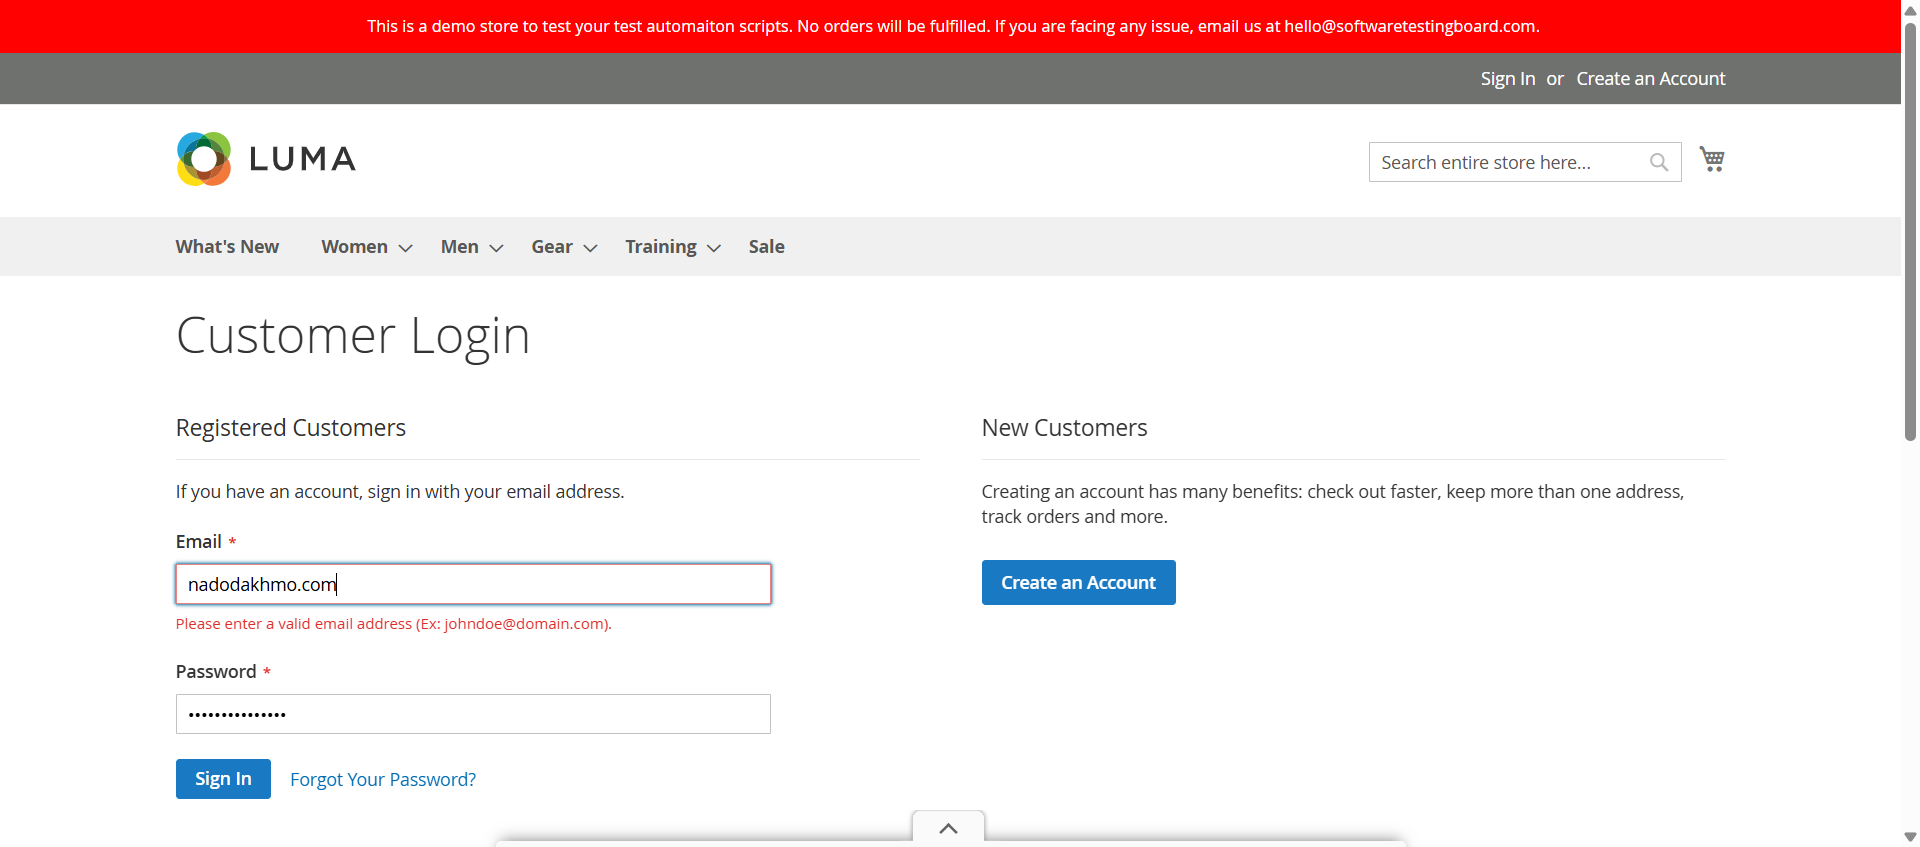 This is a demo store to test your test automaiton scripts. No orders will be fulfilled. If you are facing any issue, email us at hello@softwaretestingboard.com.
Sign In or Create an Account
LUMA
Search entire store here...
What's New Women Men Gear Training Sale
Customer Login
Registered Customers
If you have an account, sign in with your email address.
Email *
nadodakhmo.com
Please enter a valid email address (Ex: johndoe@domain.com).
Password *
•••••••••••••••
Sign In Forgot Your Password?
New Customers
Creating an account has many benefits: check out faster, keep more than one address,
track orders and more.
Create an Account